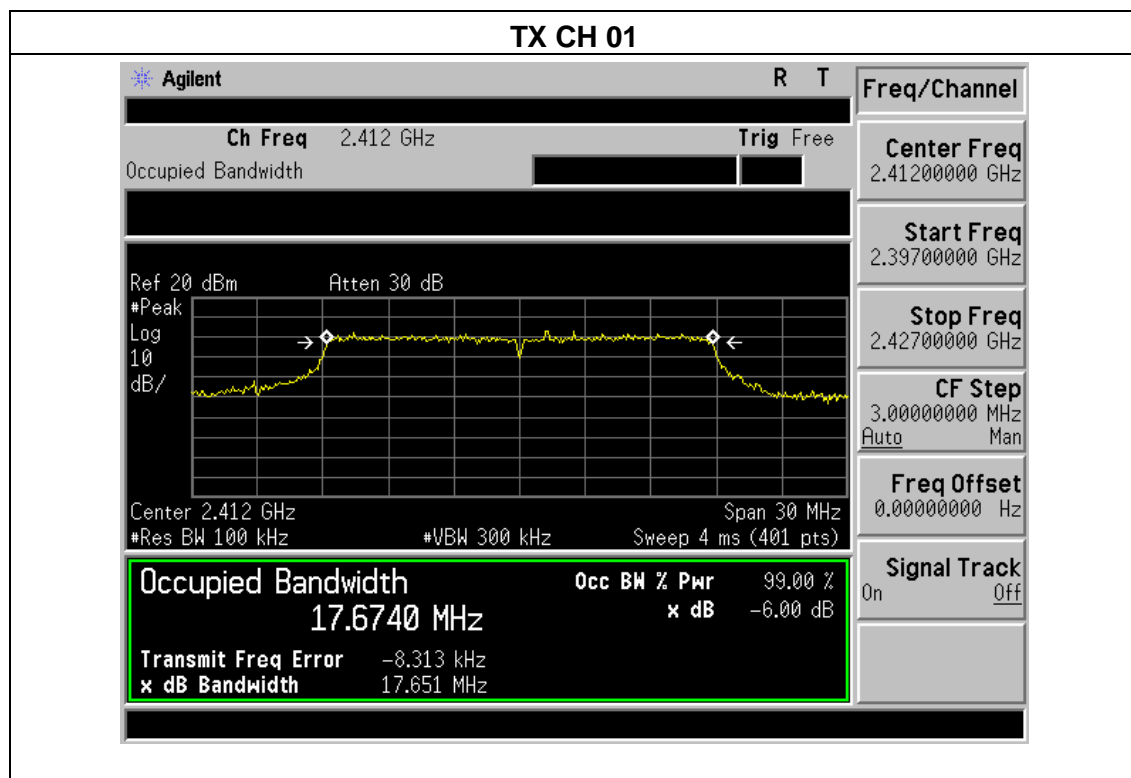 TX CH 01
Agilent R T
Freq/Channel
Ch Freq 2.412 GHz Trig Free
Occupied Bandwidth
Center Freq
2.41200000 GHz
Start Freq
2.39700000 GHz
Stop Freq
2.42700000 GHz
CF Step
3.00000000 MHz
Auto Man
Freq Offset
0.00000000 Hz
Signal Track
On Off
Ref 20 dBm Atten 30 dB
#Peak
Log
10
dB/
Center 2.412 GHz Span 30 MHz
#Res BW 100 kHz #VBW 300 kHz Sweep 4 ms (401 pts)
Occupied Bandwidth Occ BW % Pwr 99.00 %
17.6740 MHz x dB -6.00 dB
Transmit Freq Error -8.313 kHz
x dB Bandwidth 17.651 MHz